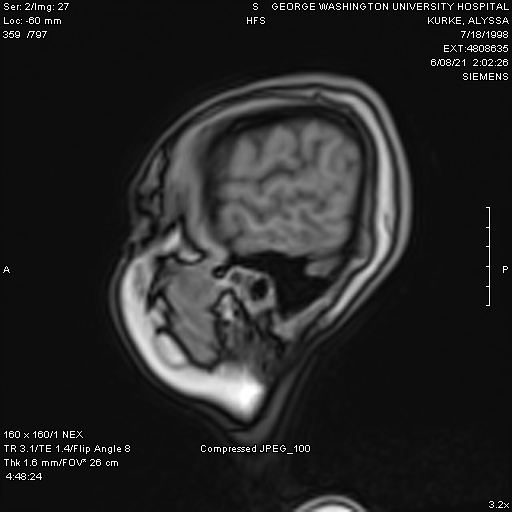 Ser: 2/Img: 27
Loc: -60 mm
359 /797
S
HFS
GEORGE WASHINGTON UNIVERSITY HOSPITAL
KURKE, ALYSSA
7/18/1998
EXT:4808635
6/08/21 2:02:26
SIEMENS
A
P
160 x 160/1 NEX
TR 3.1/TE 1.4/Flip Angle 8
Thk 1.6 mm/FOV* 26 cm
4:48:24
Compressed JPEG_100
3.2x